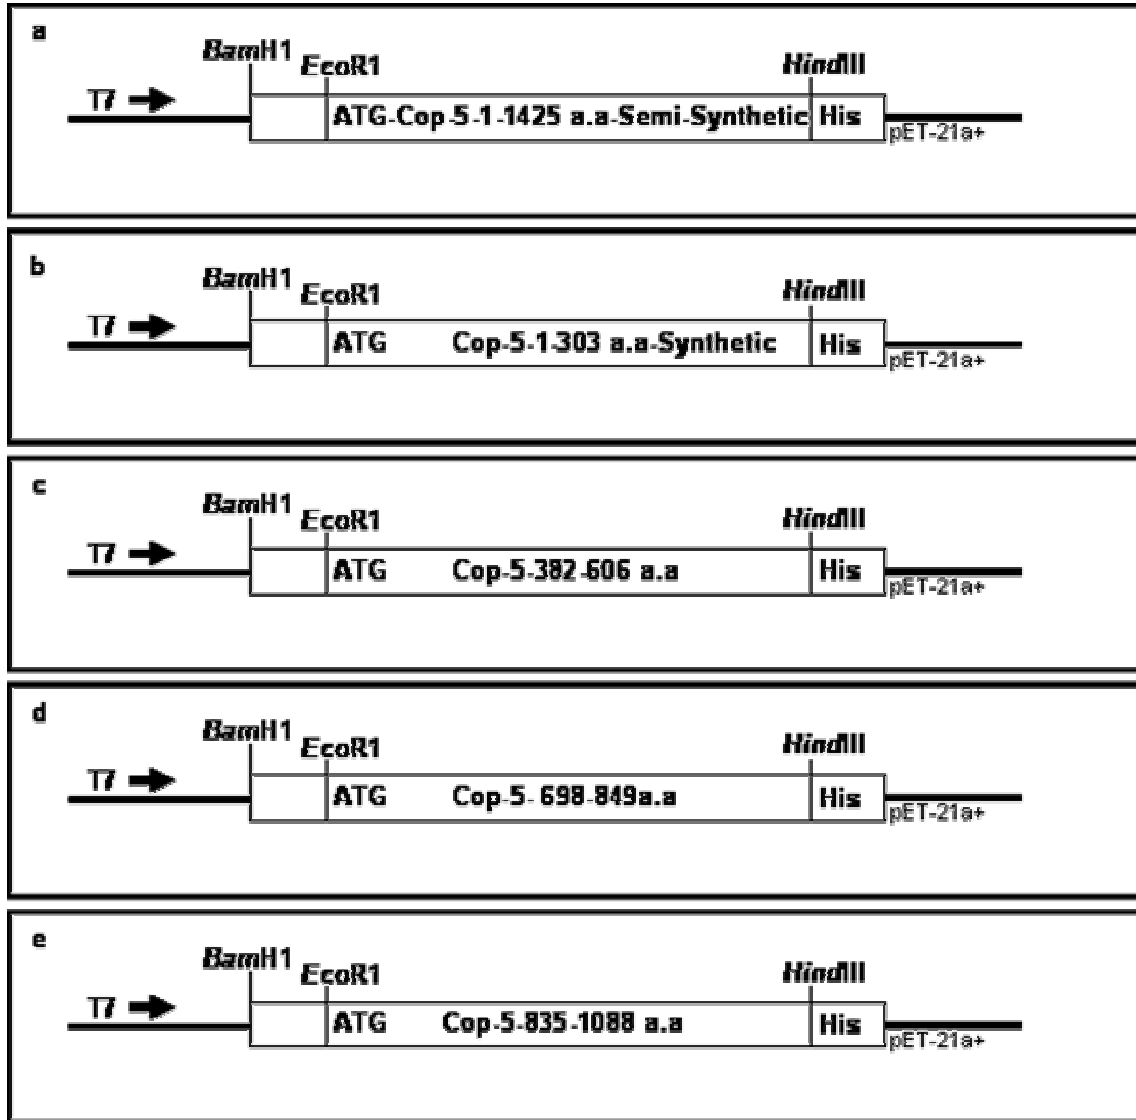 a
BamH1
EcoR1
HindIII
T7
ATG-Cop-5-1-1425 a.a-Semi-Synthetic
His
pET-21a+
b
BamH1
EcoR1
HindIII
T7
ATG Cop-5-1-303 a.a-Synthetic
His
pET-21a+
c
BamH1
EcoR1
HindIII
T7
ATG Cop-5-382-606 a.a
His
pET-21a+
d
BamH1
EcoR1
HindIII
T7
ATG Cop-5- 698-849a.a
His
pET-21a+
e
BamH1
EcoR1
HindIII
T7
ATG Cop-5-835-1088 a.a
His
pET-21a+